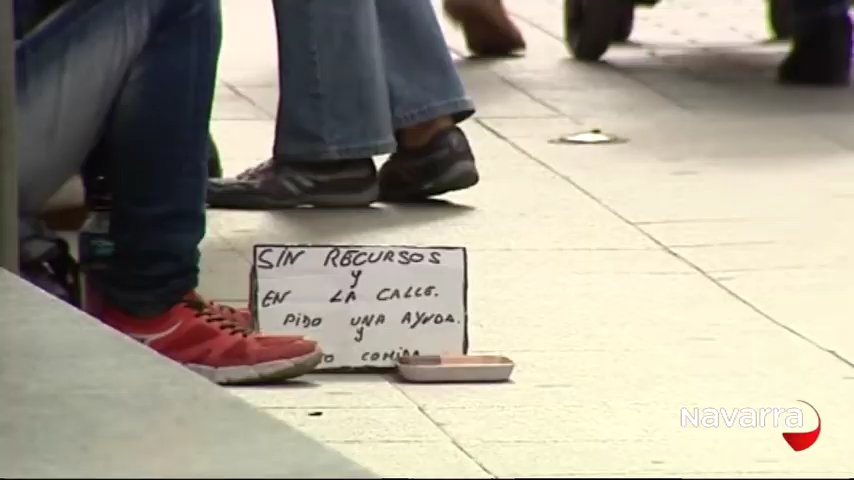 SIN RECURSOS
y
EN LA CALLE.
PIDO UNA AYUDA.
y
COMIDA
Navarra